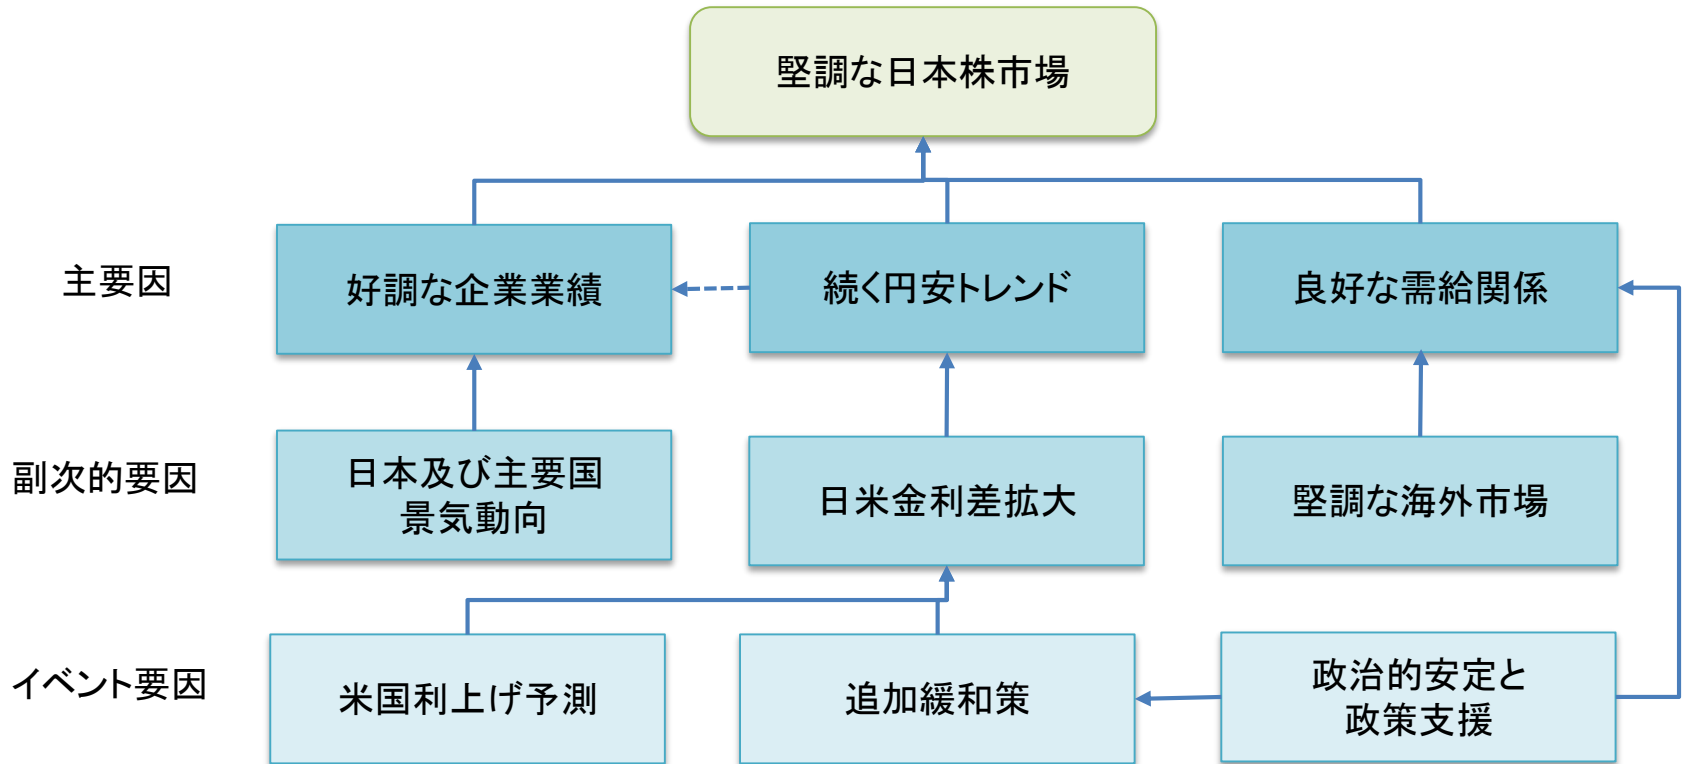 堅調な日本株市場
主要因
好調な企業業績
続く円安トレンド
良好な需給関係
副次的要因
日本及び主要国
景気動向
日米金利差拡大
堅調な海外市場
イベント要因
米国利上げ予測
追加緩和策
政治的安定と
政策支援